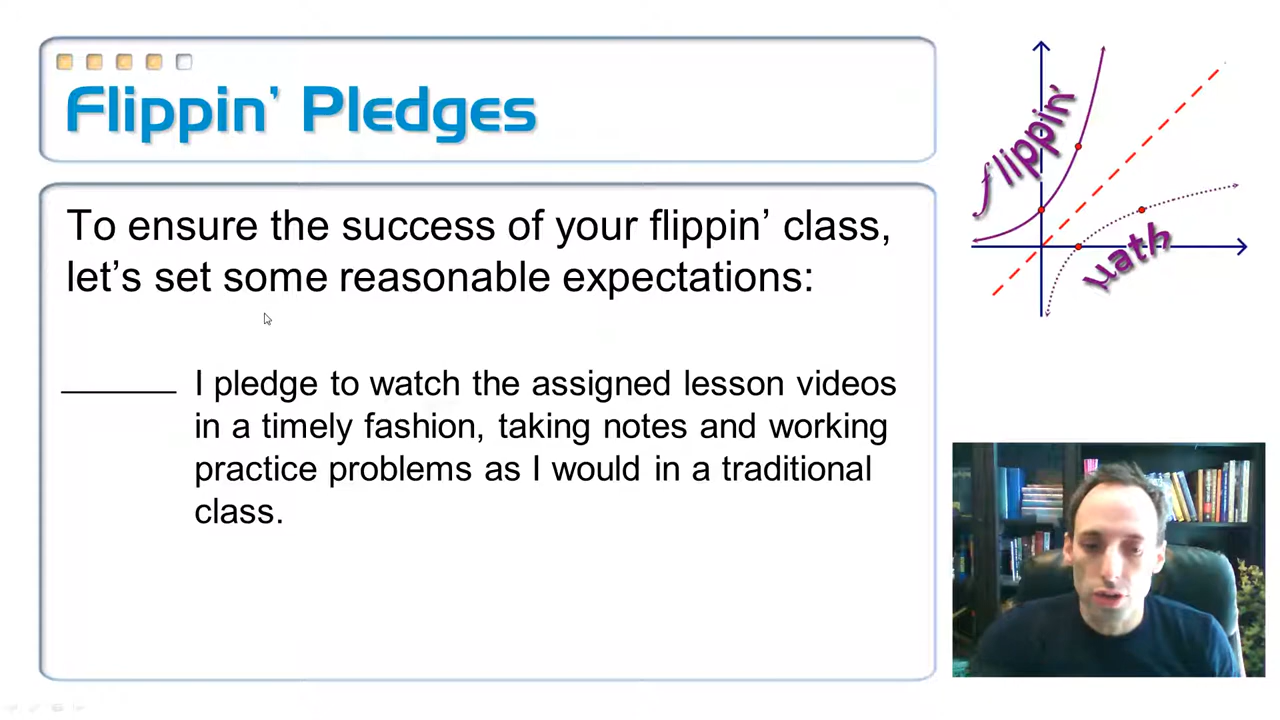 Flippin' Pledges
To ensure the success of your flippin' class,
let's set some reasonable expectations:
______ I pledge to watch the assigned lesson videos
in a timely fashion, taking notes and working
practice problems as I would in a traditional
class.
flippin'
math